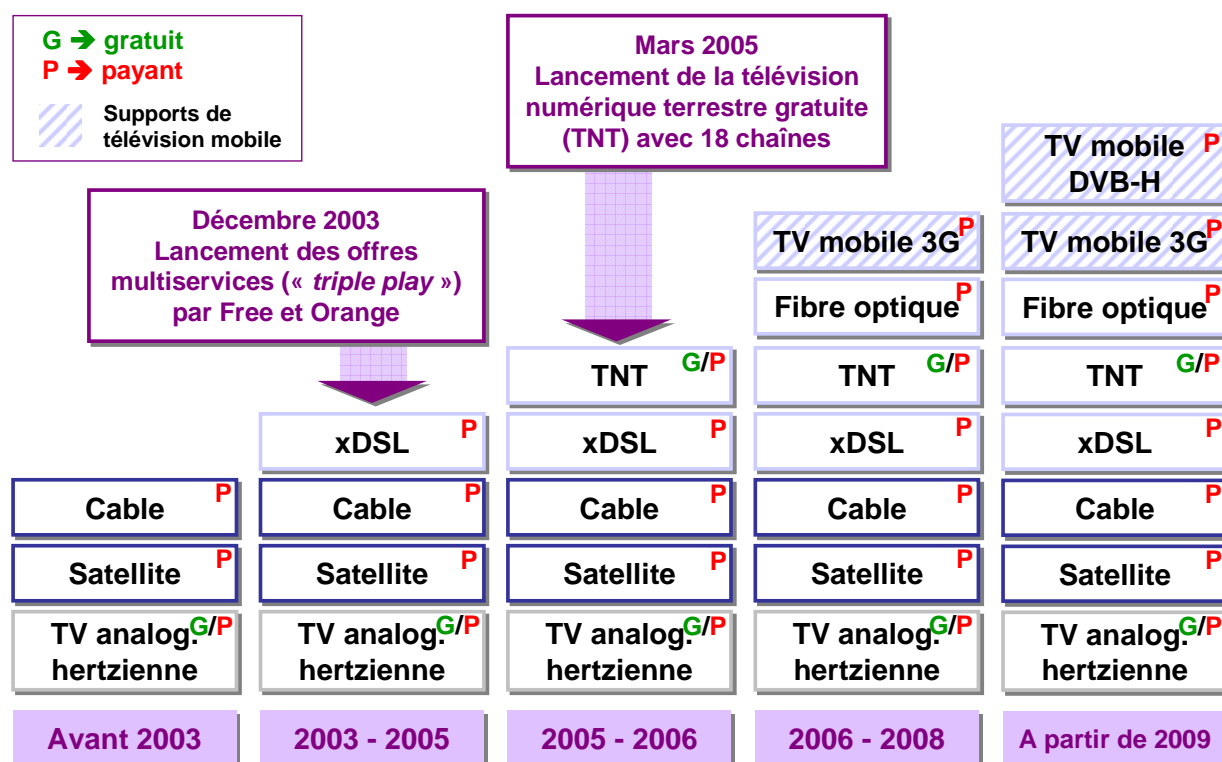 G ➔ gratuit
P ➔ payant
Supports de
télévision mobile
Mars 2005
Lancement de la télévision
numérique terrestre gratuite
(TNT) avec 18 chaînes
Décembre 2003
Lancement des offres
multiservices (« triple play »)
par Free et Orange
TV mobile P
DVB-H
TV mobile 3G P
TV mobile 3G P
Fibre optique P
Fibre optique P
TNT G/P
TNT G/P
TNT G/P
xDSL P
xDSL P
xDSL P
xDSL P
Cable P
Cable P
Cable P
Cable P
Cable P
Satellite P
Satellite P
Satellite P
Satellite P
Satellite P
TV analog. G/P
hertzienne
TV analog. G/P
hertzienne
TV analog. G/P
hertzienne
TV analog. G/P
hertzienne
TV analog. G/P
hertzienne
Avant 2003
2003 - 2005
2005 - 2006
2006 - 2008
A partir de 2009